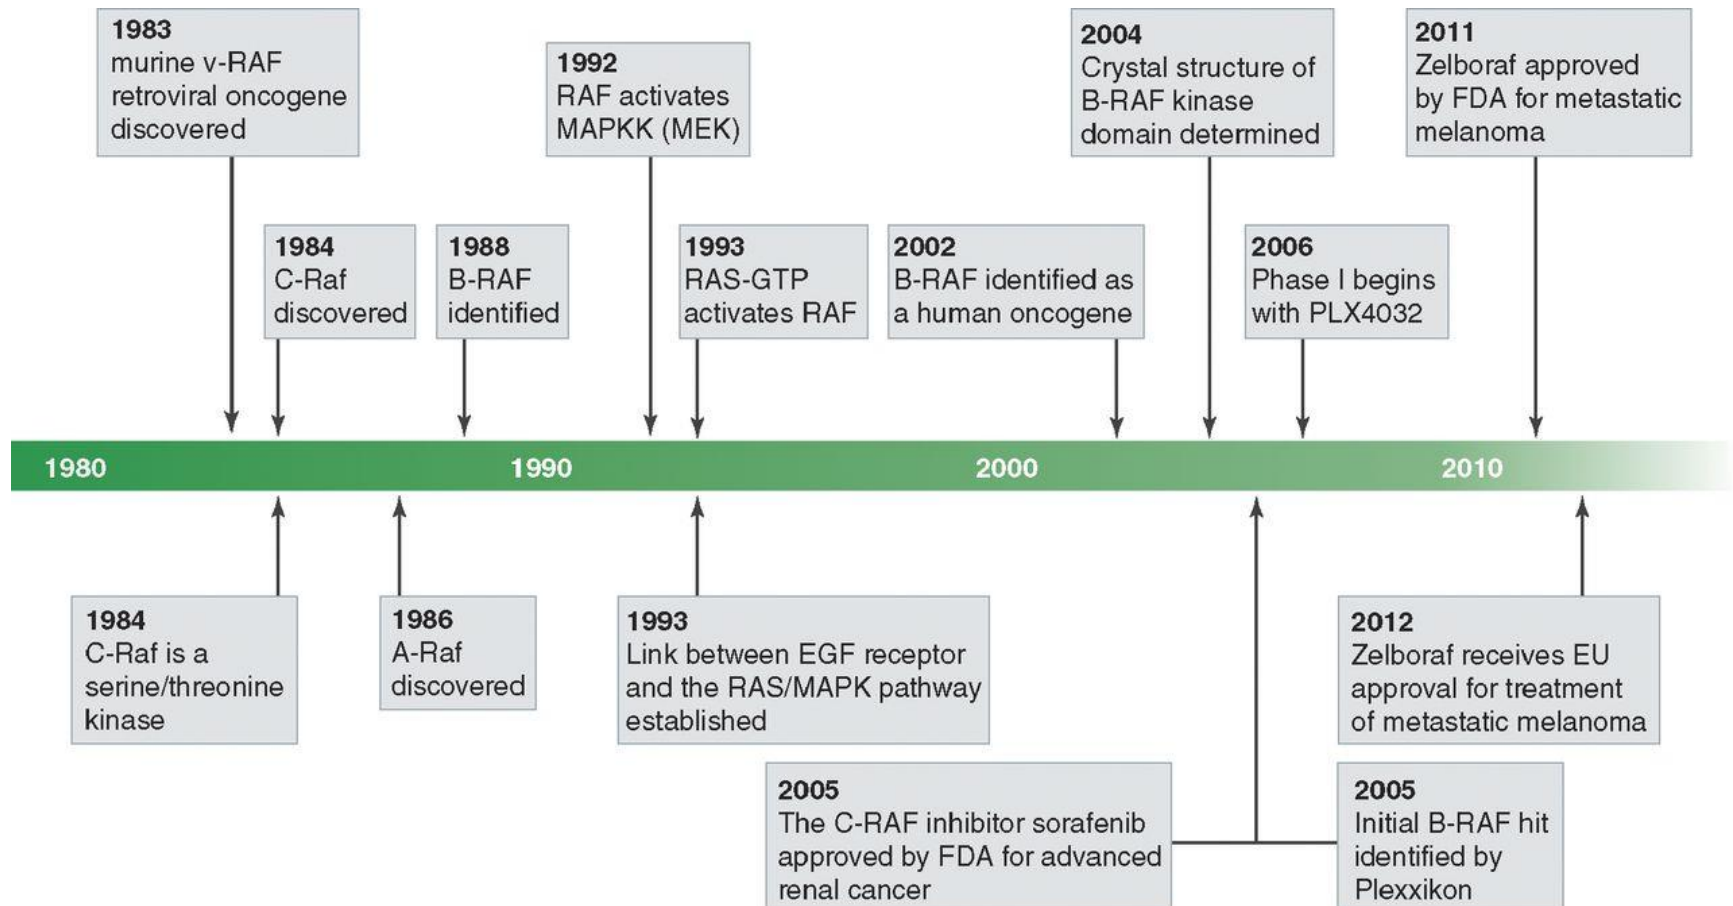 1983
murine v-RAF
retroviral oncogene
discovered
1992
RAF activates
MAPKK (MEK)
2004
Crystal structure of
B-RAF kinase
domain determined
2011
Zelboraf approved
by FDA for metastatic
melanoma
1984
C-Raf
discovered
1988
B-RAF
identified
1993
RAS-GTP
activates RAF
2002
B-RAF identified as
a human oncogene
2006
Phase I begins
with PLX4032
1980
1990
2000
2010
1984
C-Raf is a
serine/threonine
kinase
1986
A-Raf
discovered
1993
Link between EGF receptor
and the RAS/MAPK pathway
established
2012
Zelboraf receives EU
approval for treatment
of metastatic melanoma
2005
The C-RAF inhibitor sorafenib
approved by FDA for advanced
renal cancer
2005
Initial B-RAF hit
identified by
Plexxikon